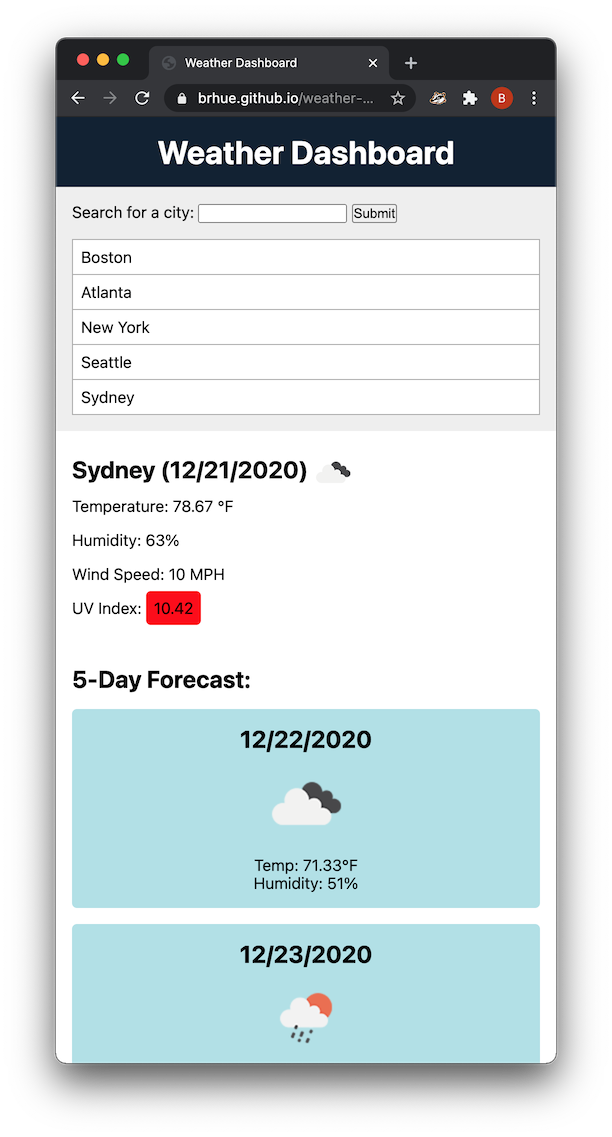 Weather Dashboard
brhue.github.io/weather-...
B
Weather Dashboard
Search for a city: Submit
Boston
Atlanta
New York
Seattle
Sydney
Sydney (12/21/2020)
Temperature: 78.67 °F
Humidity: 63%
Wind Speed: 10 MPH
UV Index: 10.42
5-Day Forecast:
12/22/2020
Temp: 71.33°F
Humidity: 51%
12/23/2020